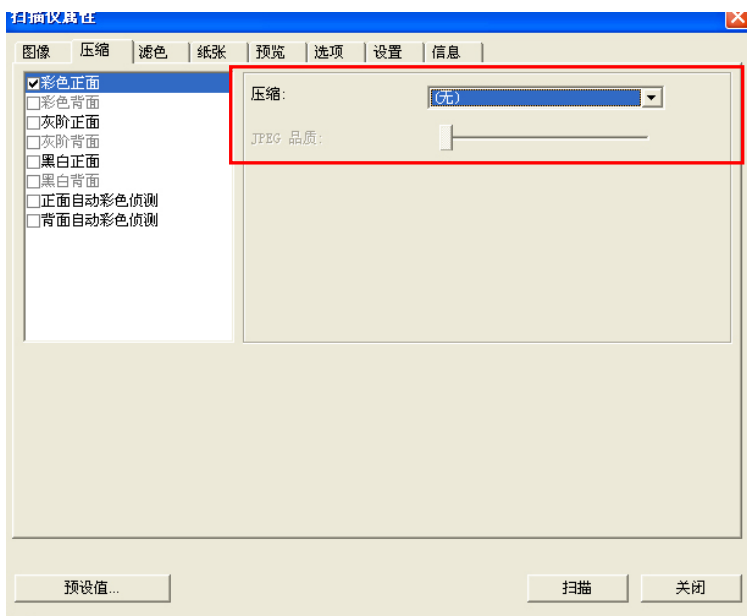 扫描仪属性
图像 压缩 滤色 纸张 预览 选项 设置 信息
彩色正面
彩色背面
灰阶正面
灰阶背面
黑白正面
黑白背面
正面自动彩色侦测
背面自动彩色侦测
压缩: (无)
JPEG 品质:
预设值... 扫描 关闭